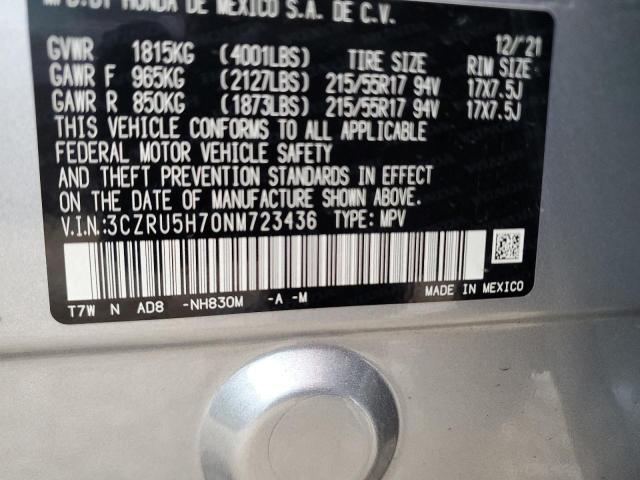 MFD.BY HONDA DE MEXICO S.A. DE C.V.
GVWR 1815KG (4001LBS) TIRE SIZE 12/'21 RIM SIZE
GAWR F 965KG (2127LBS) 215/55R17 94V 17X7.5J
GAWR R 850KG (1873LBS) 215/55R17 94V 17X7.5J
THIS VEHICLE CONFORMS TO ALL APPLICABLE
FEDERAL MOTOR VEHICLE SAFETY
AND THEFT PREVENTION STANDARDS IN EFFECT
ON THE DATE OF MANUFACTURE SHOWN ABOVE.
V.I.N.:3CZRU5H70NM723436 TYPE: MPV
T7W N AD8 -NH830M -A -M MADE IN MEXICO